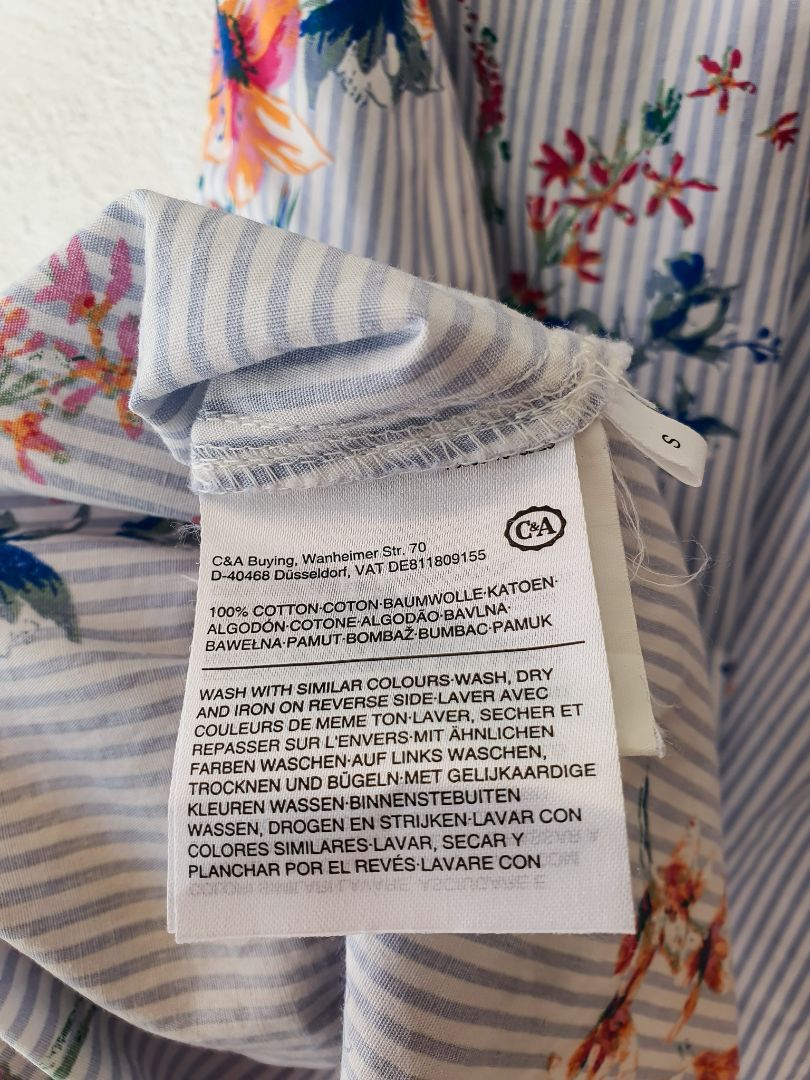 S
C&A
C&A Buying, Wanheimer Str. 70
D-40468 Düsseldorf, VAT DE811809155
100% COTTON·COTON·BAUMWOLLE·KATOEN·
ALGODÓN·COTONE·ALGODÃO·BAVLNA·
BAWEŁNA·PAMUT·BOMBAŽ·BUMBAC·PAMUK
WASH WITH SIMILAR COLOURS·WASH, DRY
AND IRON ON REVERSE SIDE·LAVER AVEC
COULEURS DE MEME TON·LAVER, SECHER ET
REPASSER SUR L'ENVERS·MIT ÄHNLICHEN
FARBEN WASCHEN·AUF LINKS WASCHEN,
TROCKNEN UND BÜGELN·MET GELIJKAARDIGE
KLEUREN WASSEN·BINNENSTEBUITEN
WASSEN, DROGEN EN STRIJKEN·LAVAR CON
COLORES SIMILARES·LAVAR, SECAR Y
PLANCHAR POR EL REVÉS·LAVARE CON